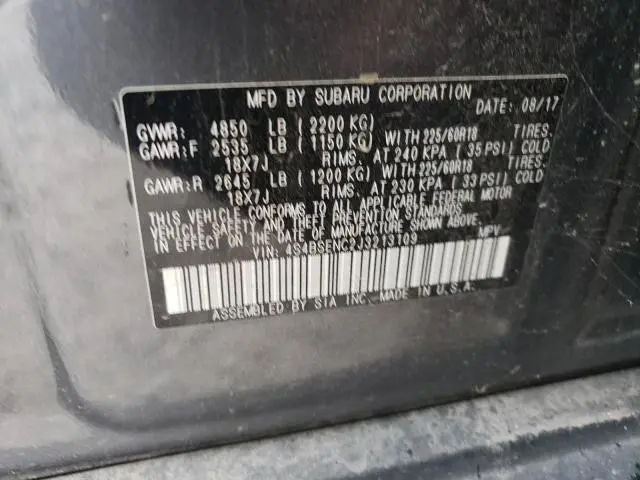 MFD BY SUBARU CORPORATION DATE: 08/17
GVWR: 4850 LB (2200 KG)
GAWR:F 2535 LB (1150 KG) WITH 225/60R18 TIRES.
18X7J RIMS. AT 240 KPA (35 PSI) COLD
GAWR:R 2645 LB (1200 KG) WITH 225/60R18 TIRES.
18X7J RIMS. AT 230 KPA (33 PSI) COLD
THIS VEHICLE CONFORMS TO ALL APPLICABLE FEDERAL MOTOR
VEHICLE SAFETY AND THEFT PREVENTION STANDARDS
IN EFFECT ON THE DATE OF MANUFACTURE SHOWN ABOVE.
VIN: 4S4BSENC2J3213109 MPV
ASSEMBLED BY SIA INC. MADE IN U.S.A.